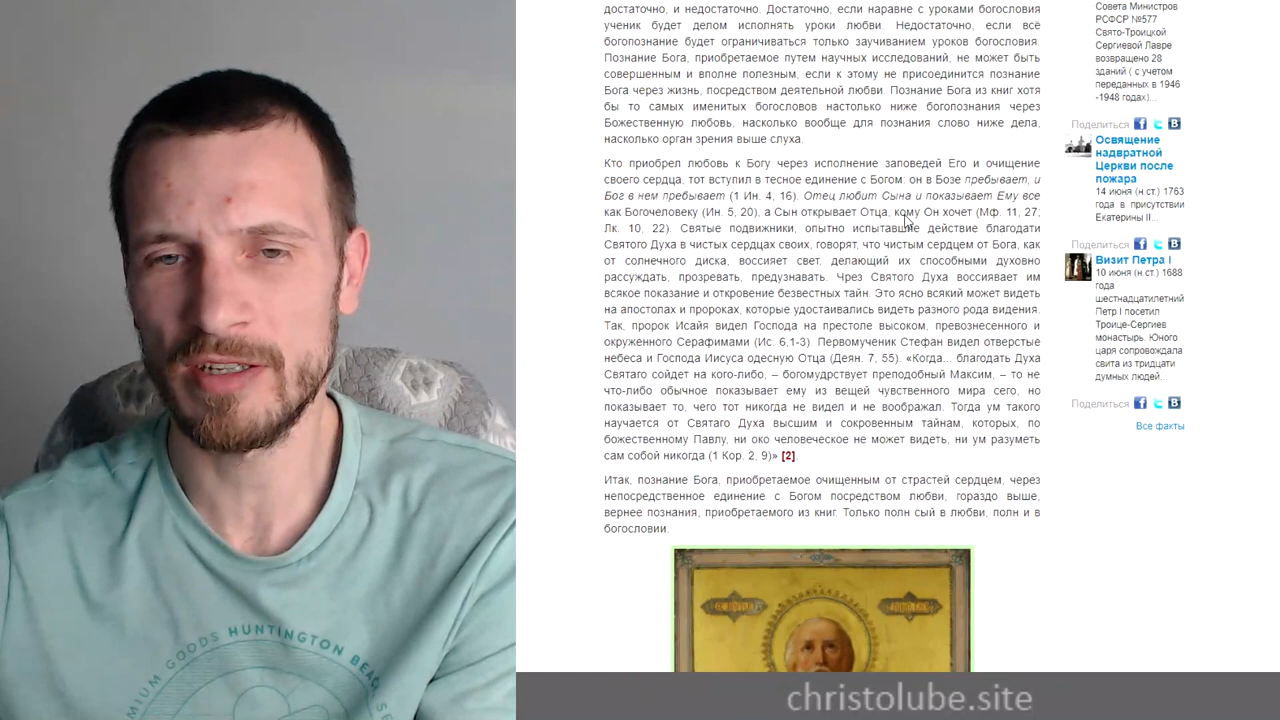 достаточно, и недостаточно. Достаточно, если наравне с уроками богословия
ученик будет делом исполнять уроки любви. Недостаточно, если всё
богопознание будет ограничиваться только заучиванием уроков богословия.
Познание Бога, приобретаемое путем научных исследований, не может быть
совершенным и вполне полезным, если к этому не присоединится познание
Бога через жизнь, посредством деятельной любви. Познание Бога из книг хотя
бы то самых именитых богословов настолько ниже богопознания через
Божественную любовь, насколько вообще для познания слово ниже дела,
насколько орган зрения выше слуха.
Кто приобрел любовь к Богу через исполнение заповедей Его и очищение
своего сердца, тот вступил в тесное единение с Богом: он в Бозе пребывает, и
Бог в нем пребывает (1 Ин. 4, 16). Отец любит Сына и показывает Ему все
как Богочеловеку (Ин. 5, 20), а Сын открывает Отца, кому Он хочет (Мф. 11, 27;
Лк. 10, 22). Святые подвижники, опытно испытавшие действие благодати
Святого Духа в чистых сердцах своих, говорят, что чистым сердцем от Бога, как
от солнечного диска, воссияет свет, делающий их способными духовно
рассуждать, прозревать, предузнавать. Чрез Святого Духа воссиявает им
всякое показание и откровение безвестных тайн. Это ясно всякий может видеть
на апостолах и пророках, которые удостаивались видеть разного рода видения.
Так, пророк Исайя видел Господа на престоле высоком, превознесенного и
окруженного Серафимами (Ис. 6,1-3). Первомученик Стефан видел отверстые
небеса и Господа Иисуса одесную Отца (Деян. 7, 55). «Когда... благодать Духа
Святаго сойдет на кого-либо, – богомудрствует преподобный Максим, – то не
что-либо обычное показывает ему из вещей чувственного мира сего, но
показывает то, чего тот никогда не видел и не воображал. Тогда ум такого
научается от Святаго Духа высшим и сокровенным тайнам, которых, по
божественному Павлу, ни око человеческое не может видеть, ни ум разуметь
сам собой никогда (1 Кор. 2, 9)» [2].
Итак, познание Бога, приобретаемое очищенным от страстей сердцем, через
непосредственное единение с Богом посредством любви, гораздо выше,
вернее познания, приобретаемого из книг. Только полн сый в любви, полн и в
богословии.
Совета Министров
РСФСР №577
Свято-Троицкой
Сергиевой Лавре
возвращено 28
зданий ( с учетом
переданных в 1946
-1948 годах)...
Поделиться
Освящение
надвратной
Церкви после
пожара
14 июня (н.ст.) 1763
года в присутствии
Екатерины II...
Поделиться
Визит Петра I
10 июня (н.ст.) 1688
года
шестнадцатилетний
Петр I посетил
Троице-Сергиев
монастырь. Юного
царя сопровождала
свита из тридцати
думных людей...
Поделиться
Все факты
GOODS HUNTINGTON
christolube.site